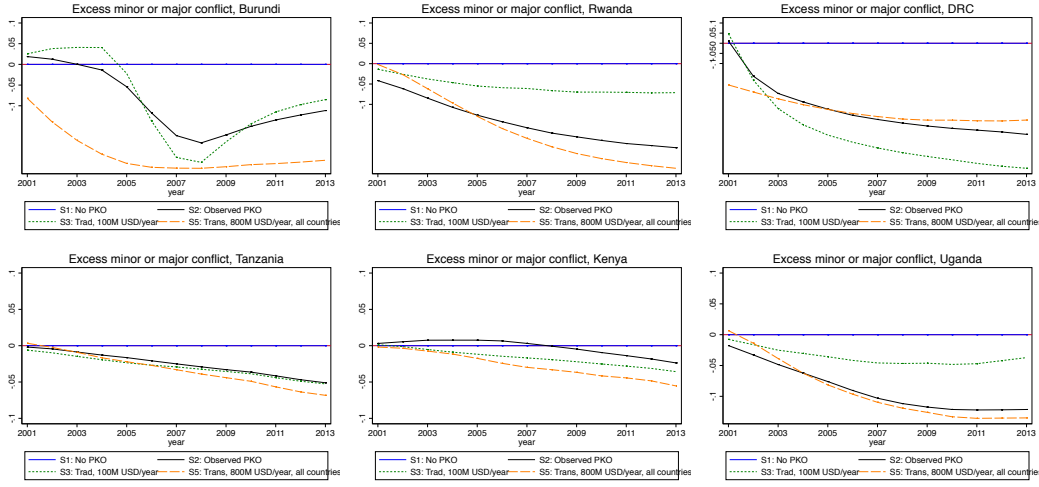 Excess minor or major conflict, Burundi
.1
.05
0
-.05
-.1
2001 2003 2005 2007 2009 2011 2013
year
S1: No PKO
S2: Observed PKO
S3: Trad, 100M USD/year
S5: Trans, 800M USD/year, all countries
Excess minor or major conflict, Rwanda
.1
.05
0
-.05
-.1
2001 2003 2005 2007 2009 2011 2013
year
S1: No PKO
S2: Observed PKO
S3: Trad, 100M USD/year
S5: Trans, 800M USD/year, all countries
Excess minor or major conflict, DRC
.1
.05
0
-.05
-.1
2001 2003 2005 2007 2009 2011 2013
year
S1: No PKO
S2: Observed PKO
S3: Trad, 100M USD/year
S5: Trans, 800M USD/year, all countries
Excess minor or major conflict, Tanzania
.1
.05
0
-.05
-.1
2001 2003 2005 2007 2009 2011 2013
year
S1: No PKO
S2: Observed PKO
S3: Trad, 100M USD/year
S5: Trans, 800M USD/year, all countries
Excess minor or major conflict, Kenya
.1
.05
0
-.05
-.1
2001 2003 2005 2007 2009 2011 2013
year
S1: No PKO
S2: Observed PKO
S3: Trad, 100M USD/year
S5: Trans, 800M USD/year, all countries
Excess minor or major conflict, Uganda
.1
.05
0
-.05
-.1
2001 2003 2005 2007 2009 2011 2013
year
S1: No PKO
S2: Observed PKO
S3: Trad, 100M USD/year
S5: Trans, 800M USD/year, all countries